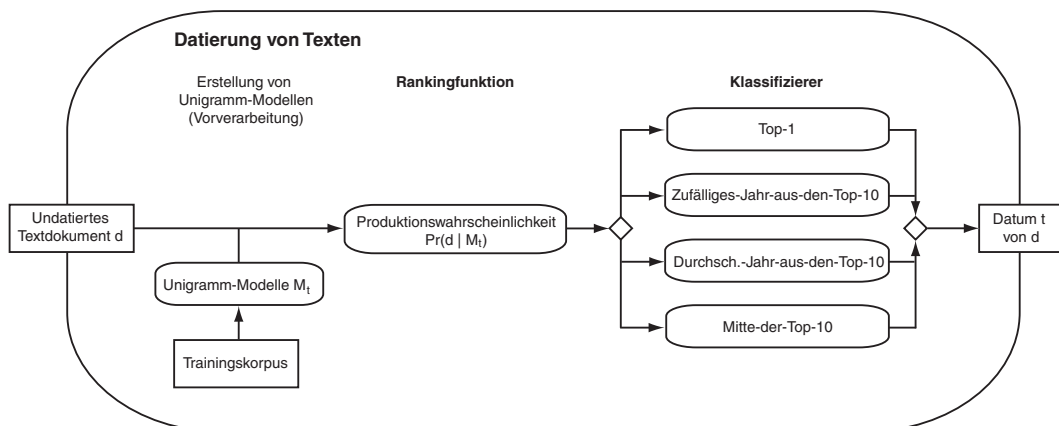 Datierung von Texten
Erstellung von
Unigramm-Modellen
(Vorverarbeitung)
Rankingfunktion
Klassifizierer
Undatiertes
Textdokument d
Unigramm-Modelle Mt
Trainingskorpus
Produktionswahrscheinlichkeit
Pr(d | Mt)
Top-1
Zufälliges-Jahr-aus-den-Top-10
Durchsch.-Jahr-aus-den-Top-10
Mitte-der-Top-10
Datum t
von d